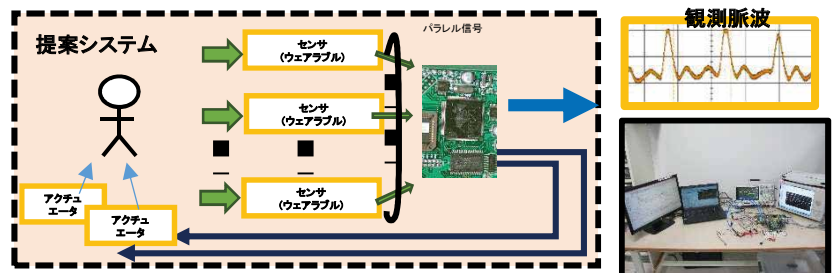 提案システム
センサ
(ウェアラブル)
センサ
(ウェアラブル)
センサ
(ウェアラブル)
パラレル信号
観測脈波
アクチュ
エータ
アクチュ
エータ